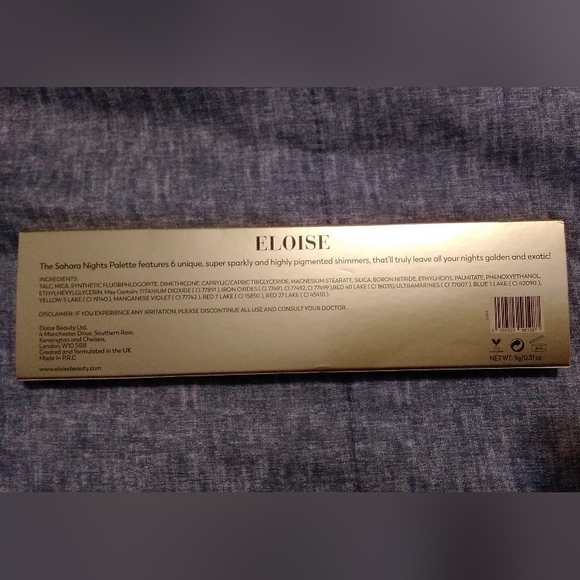 ELOISE
The Sahara Nights Palette features 6 unique, super sparkly and highly pigmented shimmers, that'll truly leave all your nights golden and exotic!
INGREDIENTS:
TALC, MICA, SYNTHETIC FLUORPHLOGOPITE, DIMETHICONE, CAPRYLIC/CAPRIC TRIGLYCERIDE, MAGNESIUM STEARATE, SILICA, BORON NITRIDE, ETHYLHEXYL PALMITATE, PHENOXYETHANOL,
ETHYLHEXYLGLYCERIN, May Contain: TITANIUM DIOXIDE ( CI 77891 ), IRON OXIDES ( CI 77491, CI 77492, CI 77499 ),RED 40 LAKE ( CI 16035), ULTRAMARINES ( CI 77007 ), BLUE 1 LAKE ( CI 42090 ),
YELLOW 5 LAKE ( CI 19140 ), MANGANESE VIOLET ( CI 77742 ), RED 7 LAKE ( CI 15850 ), RED 27 LAKE ( CI 45410 ).
DISCLAIMER: IF YOU EXPERIENCE ANY IRRITATION, PLEASE DISCONTINUE ALL USE AND CONSULT YOUR DOCTOR.
Eloise Beauty Ltd,
4 Manchester Drive, Southern Row,
Kensington and Chelsea,
London, W10 5BB
Created and formulated in the UK
Made in P.R.C
www.eloisebeauty.com
NET WT: 9g/0.31oz